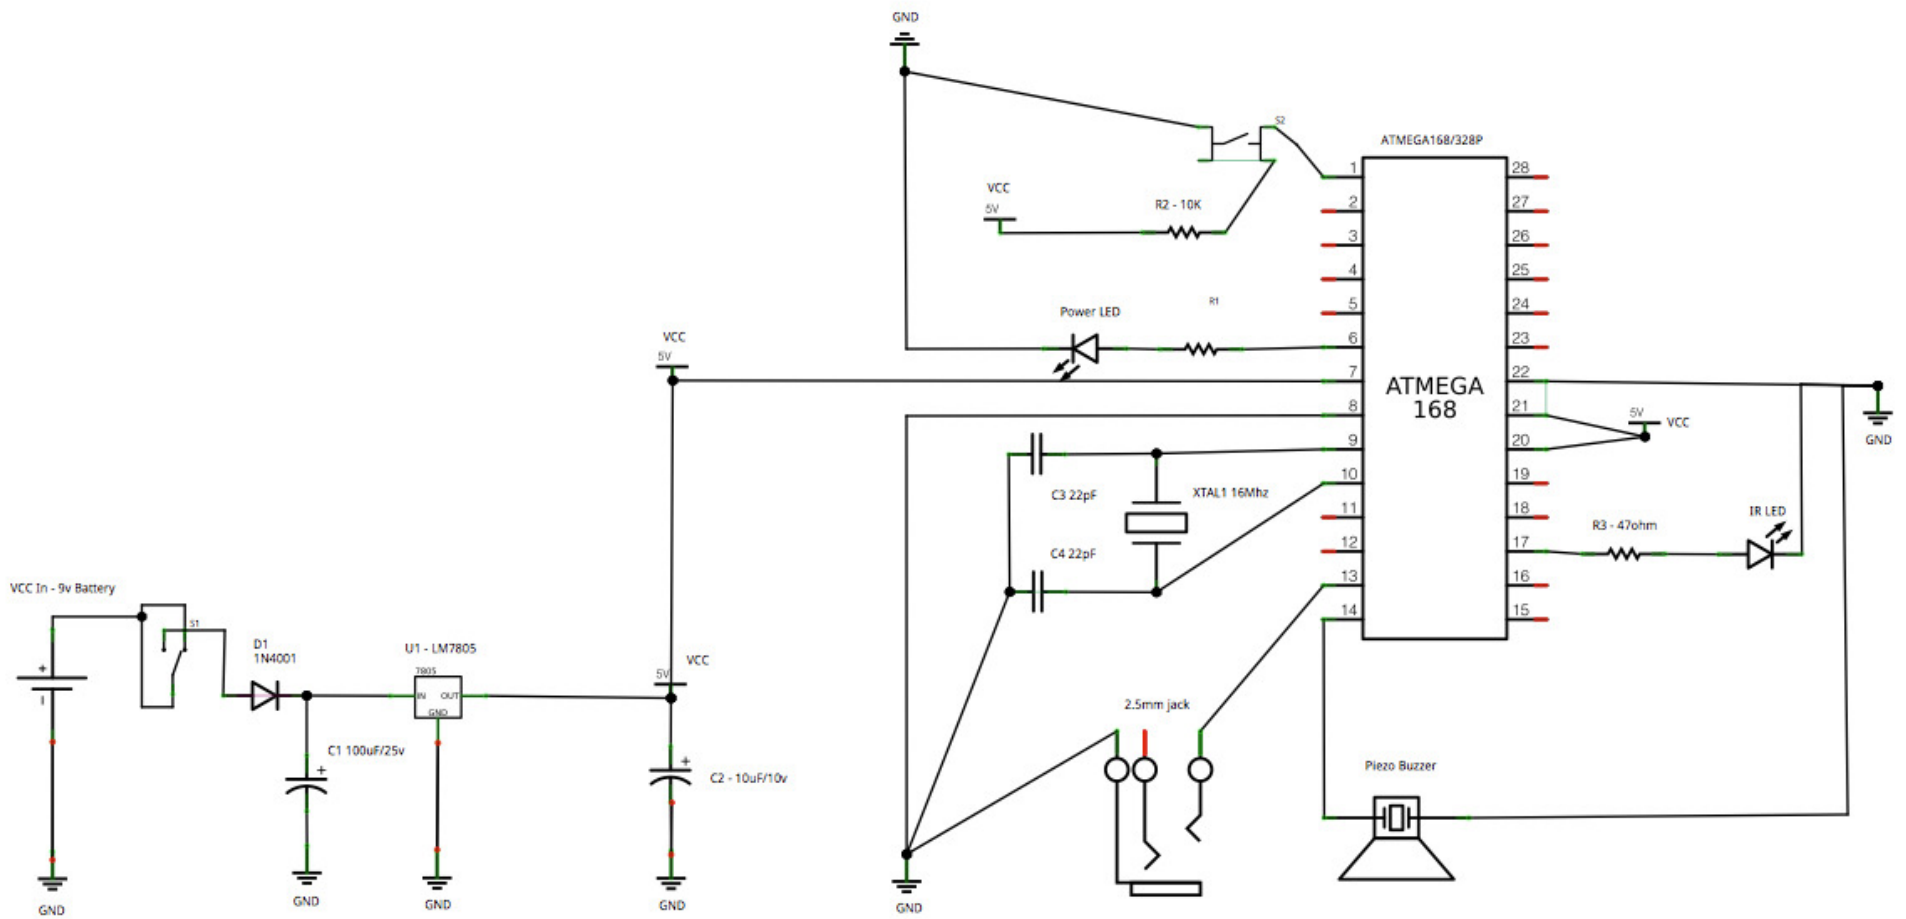 GND
S2
ATMEGA168/328P
VCC
5V
R2 - 10K
R1
Power LED
VCC
5V
1
2
3
4
5
6
7
8
9
10
11
12
13
14
28
27
26
25
24
23
22
21
20
19
18
17
16
15
ATMEGA
168
5V
VCC
GND
C3 22pF
XTAL1 16Mhz
C4 22pF
R3 - 47ohm
IR LED
VCC In - 9v Battery
S1
+
-
D1
1N4001
U1 - LM7805
7805
IN
OUT
GND
VCC
5V
C1 100uF/25v
+
C2 - 10uF/10v
+
2.5mm jack
Piezo Buzzer
GND
GND
GND
GND
GND